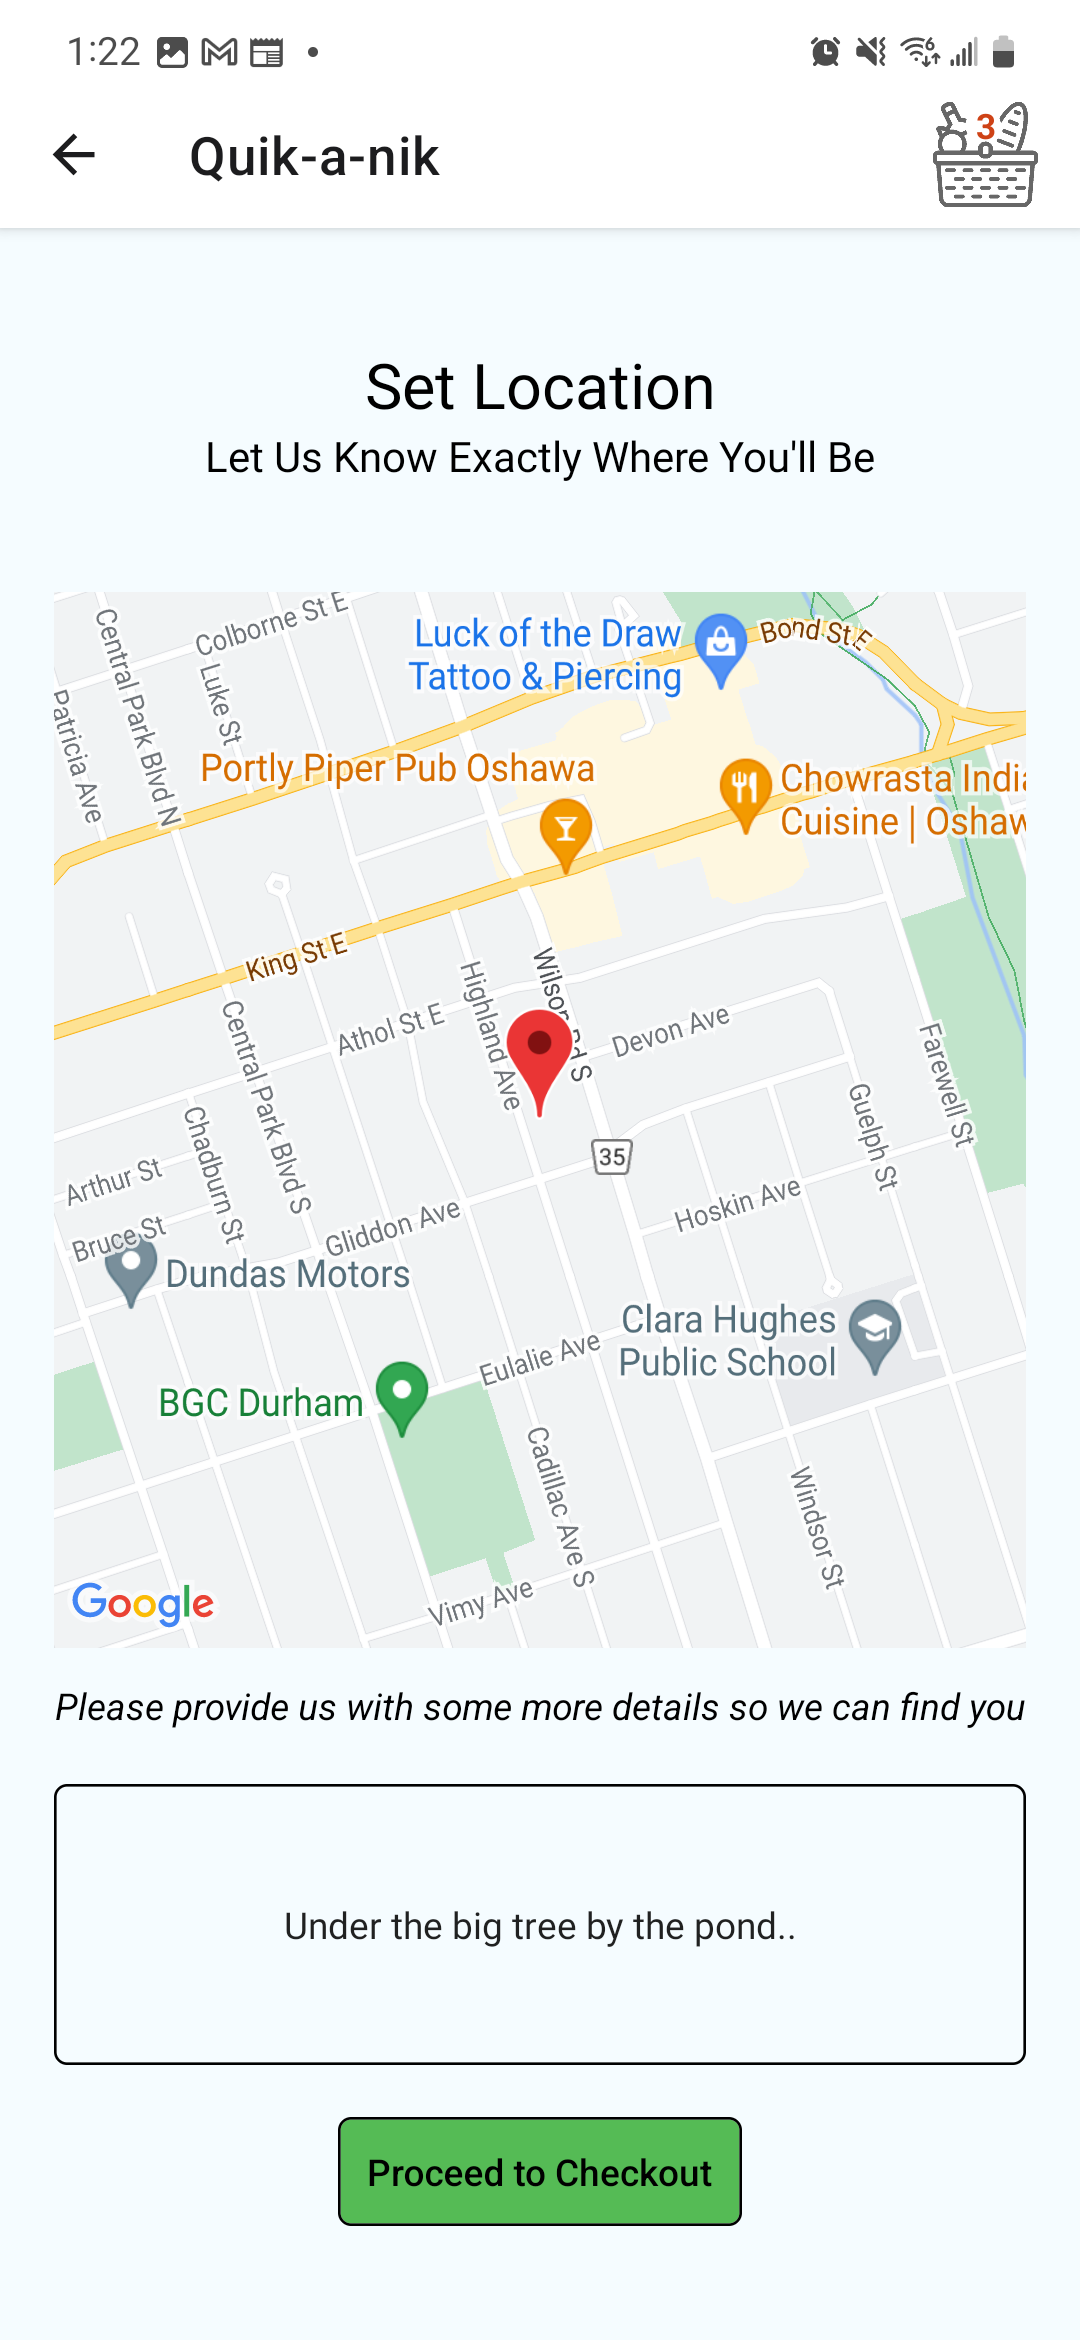 1:22
Quik-a-nik
3
Set Location
Let Us Know Exactly Where You'll Be
Colborne St E
Central Park Blvd N
Luke St
Patricia Ave
Luck of the Draw
Tattoo & Piercing
Bond St E
Portly Piper Pub Oshawa
Chowrasta India
Cuisine | Oshaw
King St E
Wilson Rd S
Highland Ave
Athol St E
Devon Ave
Central Park Blvd S
Farewell St
Guelph St
Chadburn St
35
Arthur St
Bruce St
Gliddon Ave
Hoskin Ave
Dundas Motors
Clara Hughes
Public School
Eulalie Ave
BGC Durham
Cadillac Ave S
Windsor St
Vimy Ave
Google
Please provide us with some more details so we can find you
Under the big tree by the pond..
Proceed to Checkout